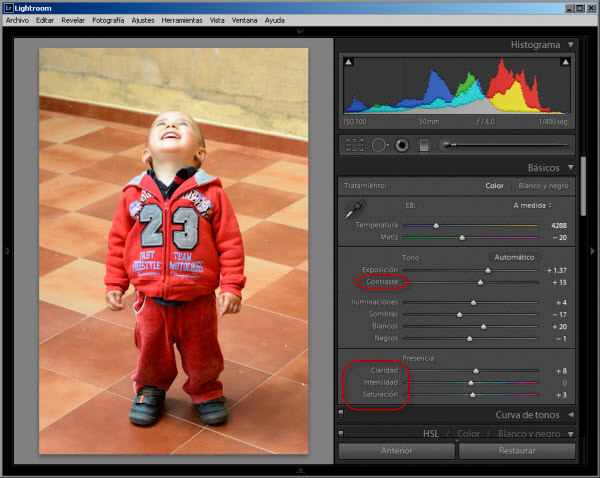 Lr Lightroom
Archivo Editar Revelar Fotografía Ajustes Herramientas Vista Ventana Ayuda
Histograma
ISO 100 50 mm f / 4.0 1/400 seg.
Básicos
Tratamiento: Color Blanco y negro
EB: A medida
Temperatura 4288
Matiz - 20
Tono Automático
Exposición + 1.37
Contraste + 15
Iluminaciones + 4
Sombras - 17
Blancos + 20
Negros - 1
Presencia
Claridad + 8
Intensidad 0
Saturación + 3
Curva de tonos
HSL / Color / Blanco y negro
Anterior Restaurar
23
FAST TEAM
FREESTYLE MOTOCROSS